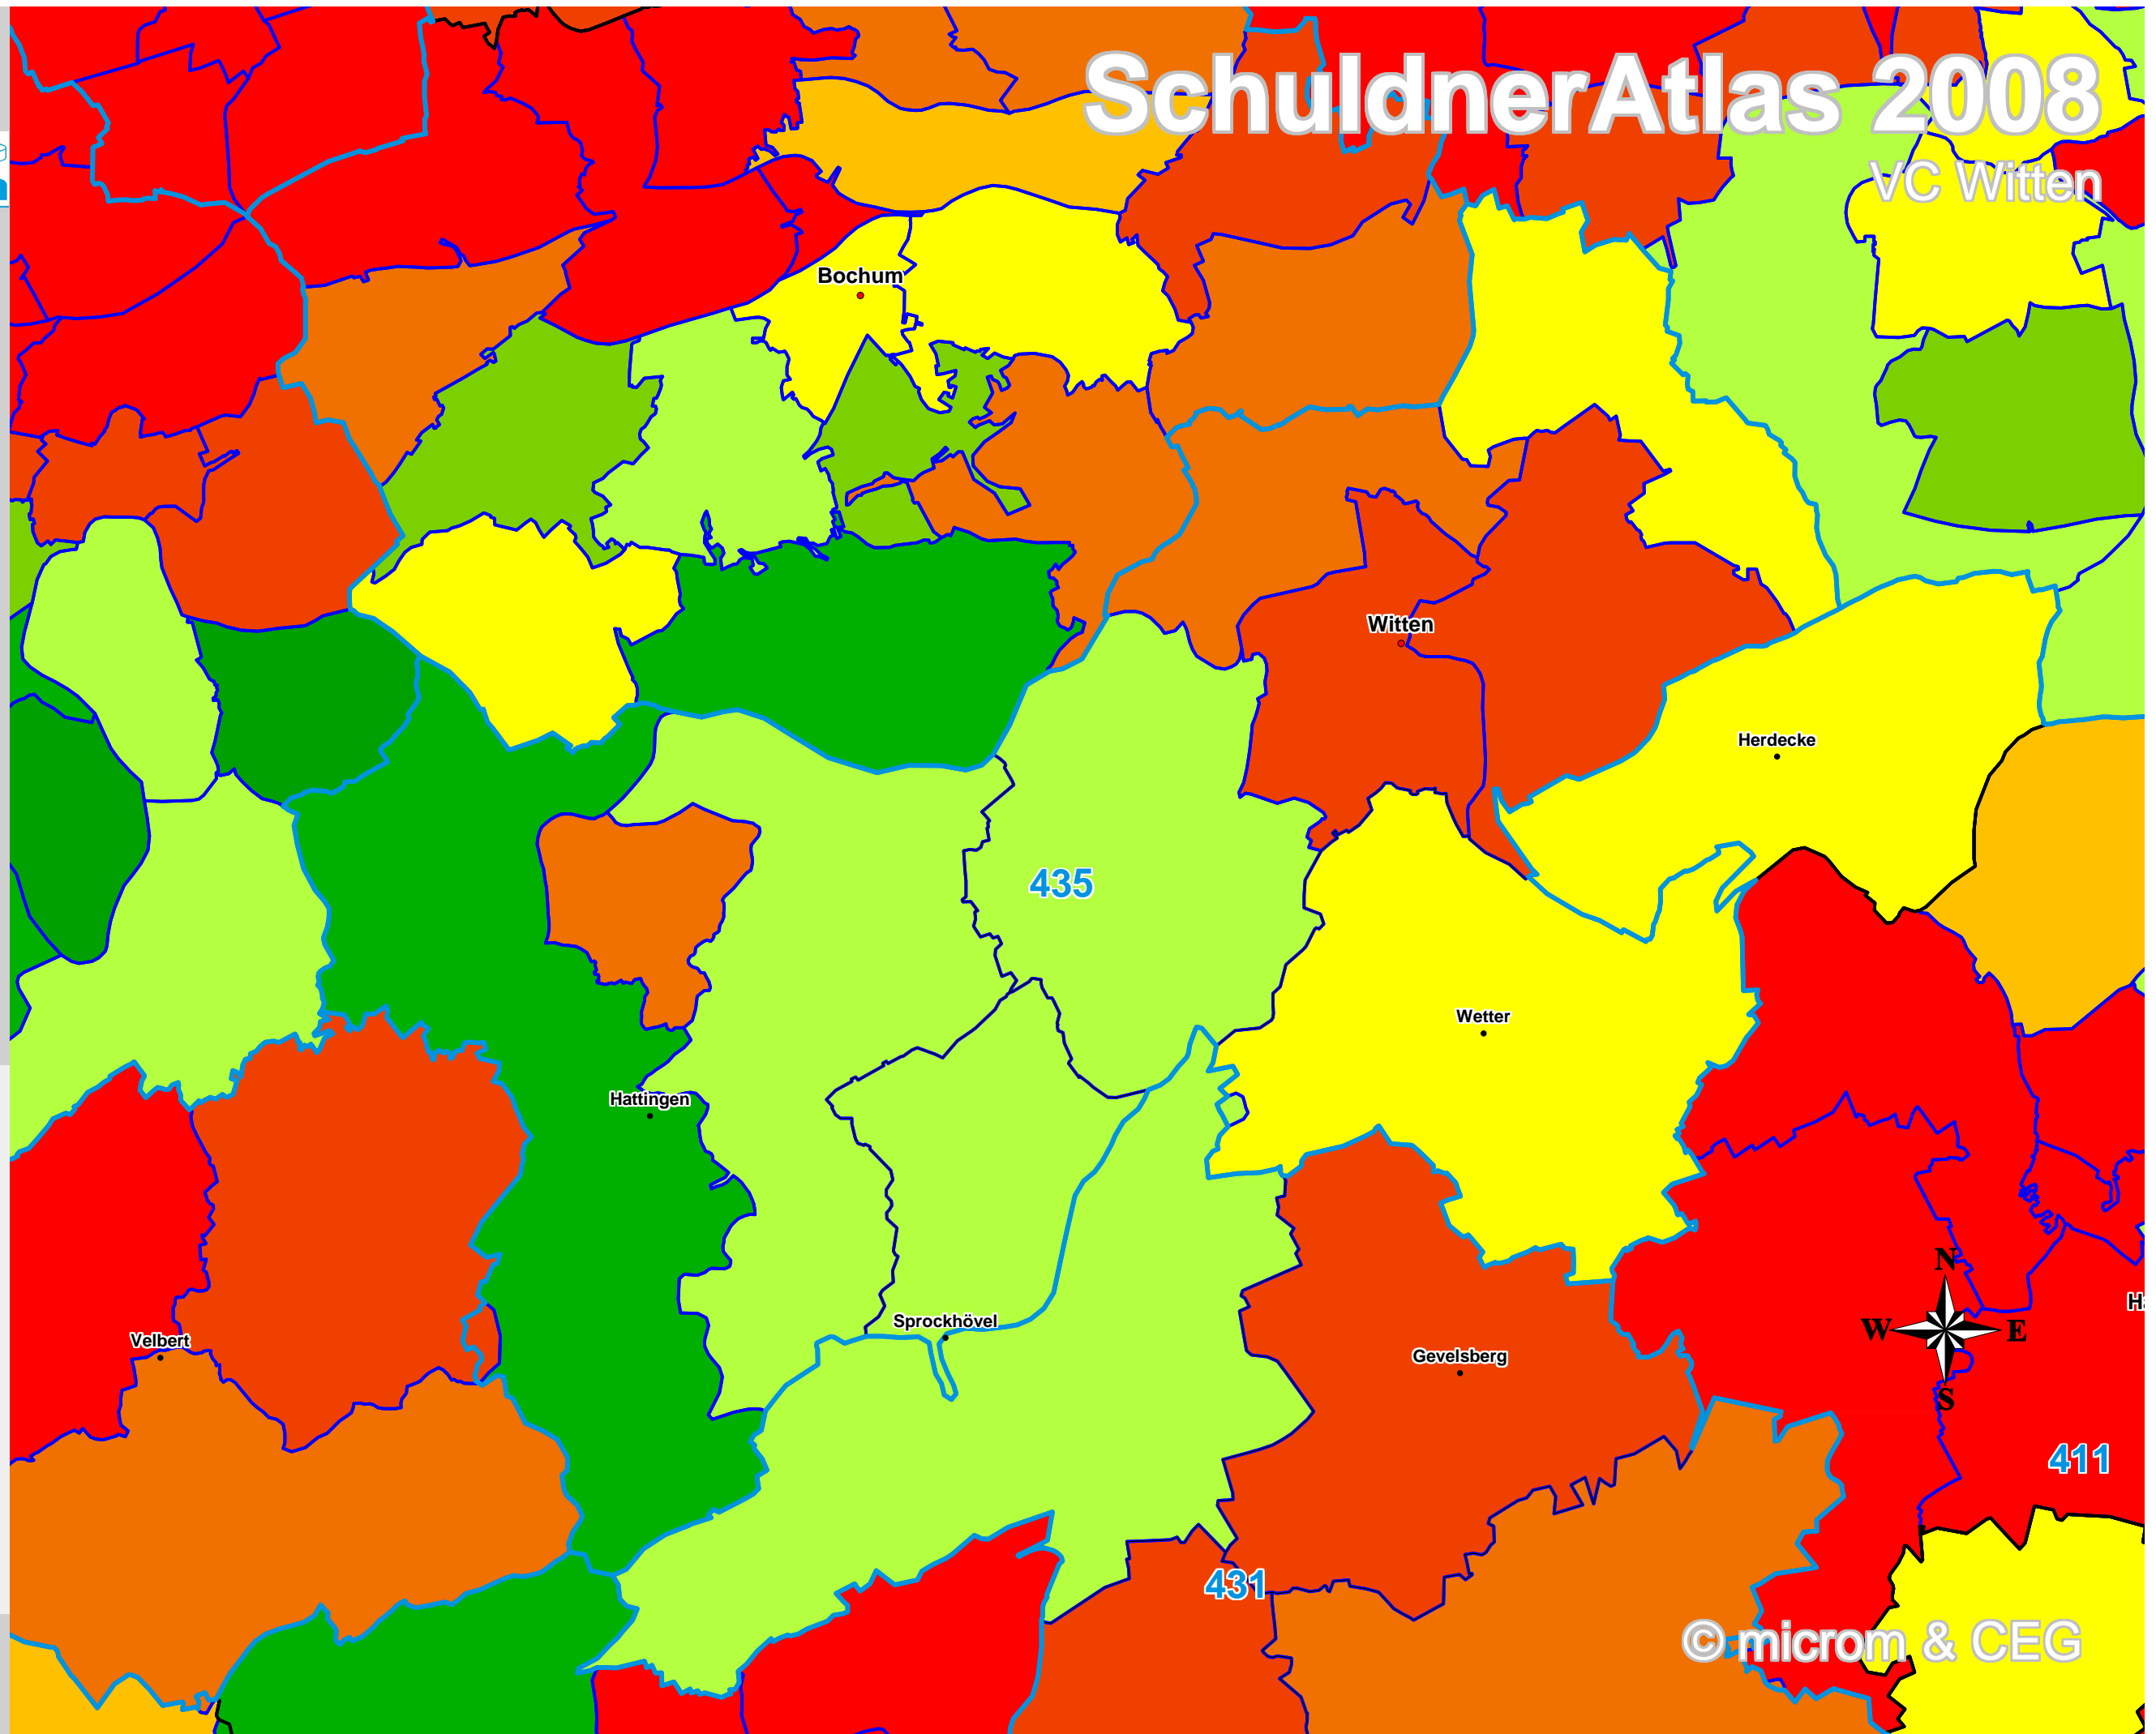 SchuldnerAtlas 2008
VC Witten
Bochum
Witten
Herdecke
435
Wetter
Hattingen
N
W E
S
Sprockhövel
Velbert
Gevelsberg
411
431
© microm & CEG